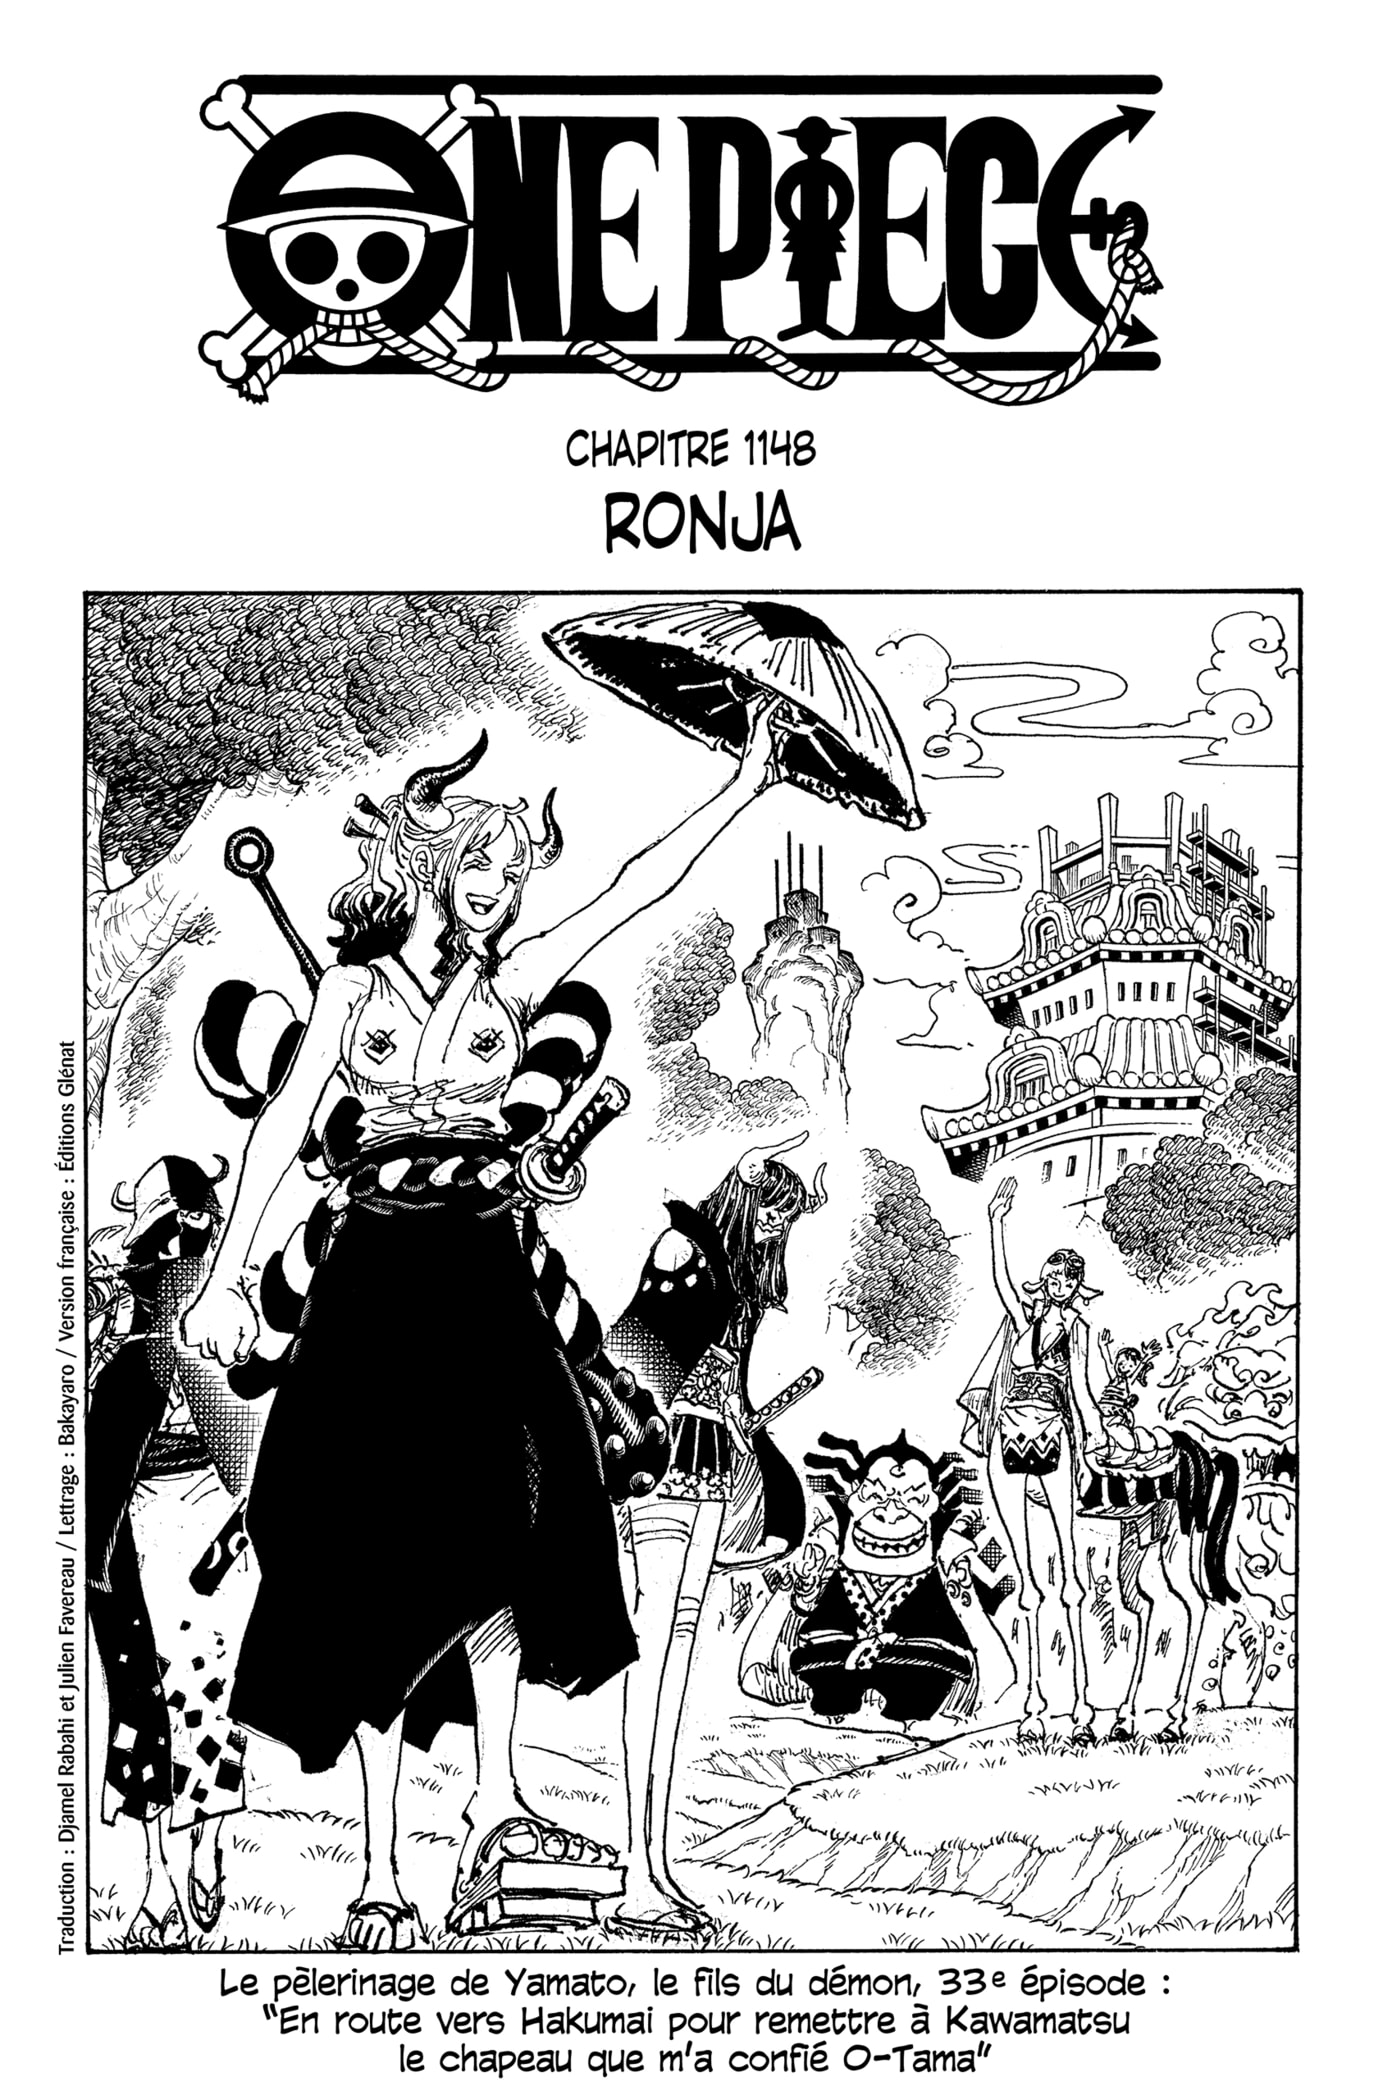 ONE PIECE
CHAPITRE 1148
RONJA
Traduction : Djamel Rabahi et Julien Favereau / Lettrage : Bakayaro / Version française : Éditions Glénat
Le pèlerinage de Yamato, le fils du démon, 33e épisode :
"En route vers Hakumai pour remettre à Kawamatsu
le chapeau que m'a confié O-Tama"